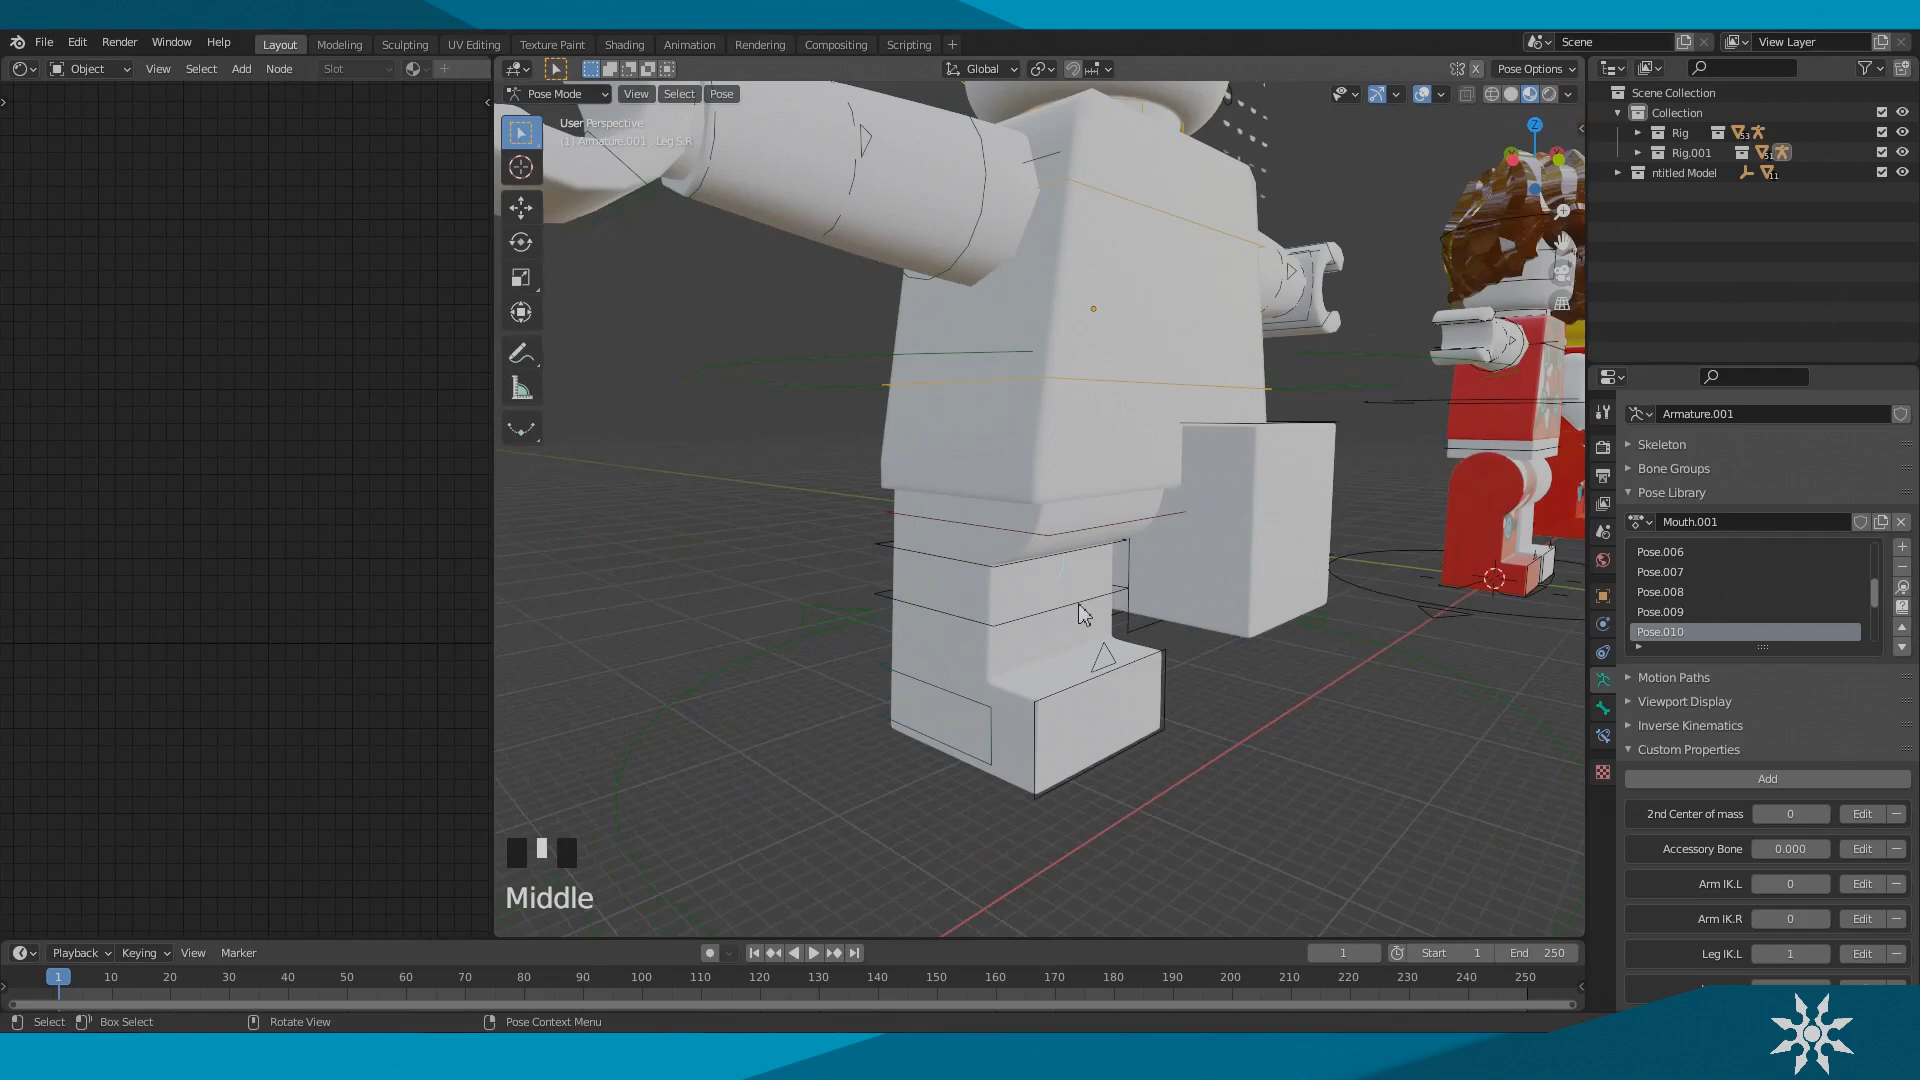 File Edit Render Window Help Layout Modeling Sculpting UV Editing Texture Paint Shading Animation Rendering Compositing Scripting + Scene View Layer
Object View Select Add Node Slot Global Pose Options
Pose Mode View Select Pose
User Perspective
(1) Armature.001 : Leg S.R
Scene Collection
Collection
Rig 53
Rig.001 51
ntitled Model 11
Z
X
Armature.001
Skeleton
Bone Groups
Pose Library
Mouth.001
Pose.006
Pose.007
Pose.008
Pose.009
Pose.010
Motion Paths
Viewport Display
Inverse Kinematics
Custom Properties
Add
2nd Center of mass 0 Edit
Accessory Bone 0.000 Edit
Arm IK.L 0 Edit
Arm IK.R 0 Edit
Leg IK.L 1 Edit
Middle
Playback Keying View Marker 1 Start 1 End 250
1 10 20 30 40 50 60 70 80 90 100 110 120 130 140 150 160 170 180 190 200 210 220 230 240 250
Select Box Select Rotate View Pose Context Menu